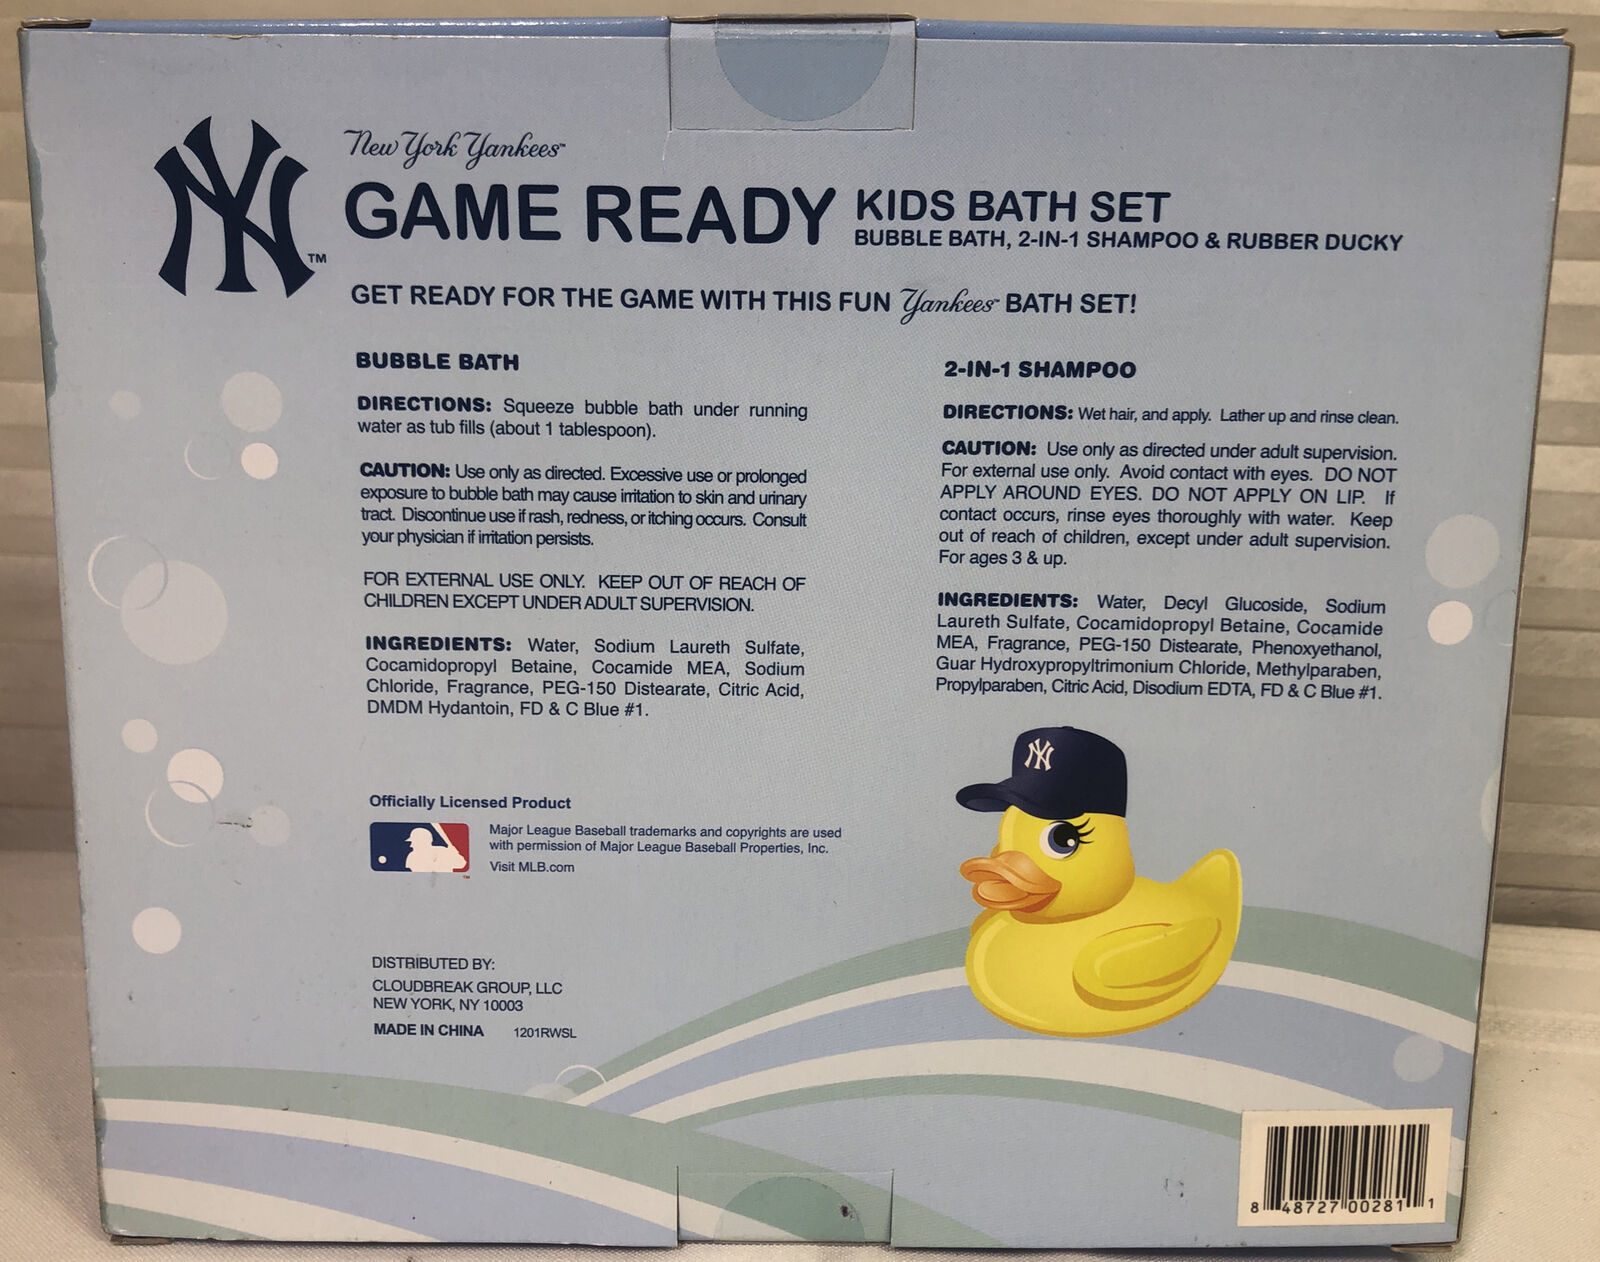 New York Yankees™
GAME READY KIDS BATH SET
BUBBLE BATH, 2-IN-1 SHAMPOO & RUBBER DUCKY
NY™
GET READY FOR THE GAME WITH THIS FUN Yankees™ BATH SET!
BUBBLE BATH
DIRECTIONS: Squeeze bubble bath under running
water as tub fills (about 1 tablespoon).
CAUTION: Use only as directed. Excessive use or prolonged
exposure to bubble bath may cause irritation to skin and urinary
tract. Discontinue use if rash, redness, or itching occurs. Consult
your physician if irritation persists.
FOR EXTERNAL USE ONLY. KEEP OUT OF REACH OF
CHILDREN EXCEPT UNDER ADULT SUPERVISION.
INGREDIENTS: Water, Sodium Laureth Sulfate,
Cocamidopropyl Betaine, Cocamide MEA, Sodium
Chloride, Fragrance, PEG-150 Distearate, Citric Acid,
DMDM Hydantoin, FD & C Blue #1.
2-IN-1 SHAMPOO
DIRECTIONS: Wet hair, and apply. Lather up and rinse clean.
CAUTION: Use only as directed under adult supervision.
For external use only. Avoid contact with eyes. DO NOT
APPLY AROUND EYES. DO NOT APPLY ON LIP. If
contact occurs, rinse eyes thoroughly with water. Keep
out of reach of children, except under adult supervision.
For ages 3 & up.
INGREDIENTS: Water, Decyl Glucoside, Sodium
Laureth Sulfate, Cocamidopropyl Betaine, Cocamide
MEA, Fragrance, PEG-150 Distearate, Phenoxyethanol,
Guar Hydroxypropyltrimonium Chloride, Methylparaben,
Propylparaben, Citric Acid, Disodium EDTA, FD & C Blue #1.
NY
Officially Licensed Product
Major League Baseball trademarks and copyrights are used
with permission of Major League Baseball Properties, Inc.
Visit MLB.com
™
DISTRIBUTED BY:
CLOUDBREAK GROUP, LLC
NEW YORK, NY 10003
MADE IN CHINA 1201RWSL
8 48727 00281 1